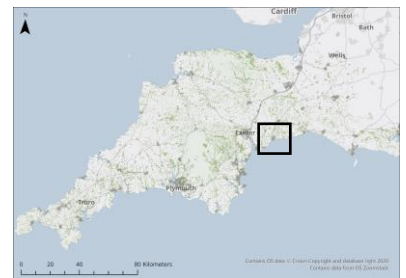 Cardiff
Bristol
Bath
N
Wells
Exeter
Plymouth
Truro
0 20 40 80 Kilometers
Contains OS data © Crown Copyright and database right 2020
Contains data from OS Zoomstack